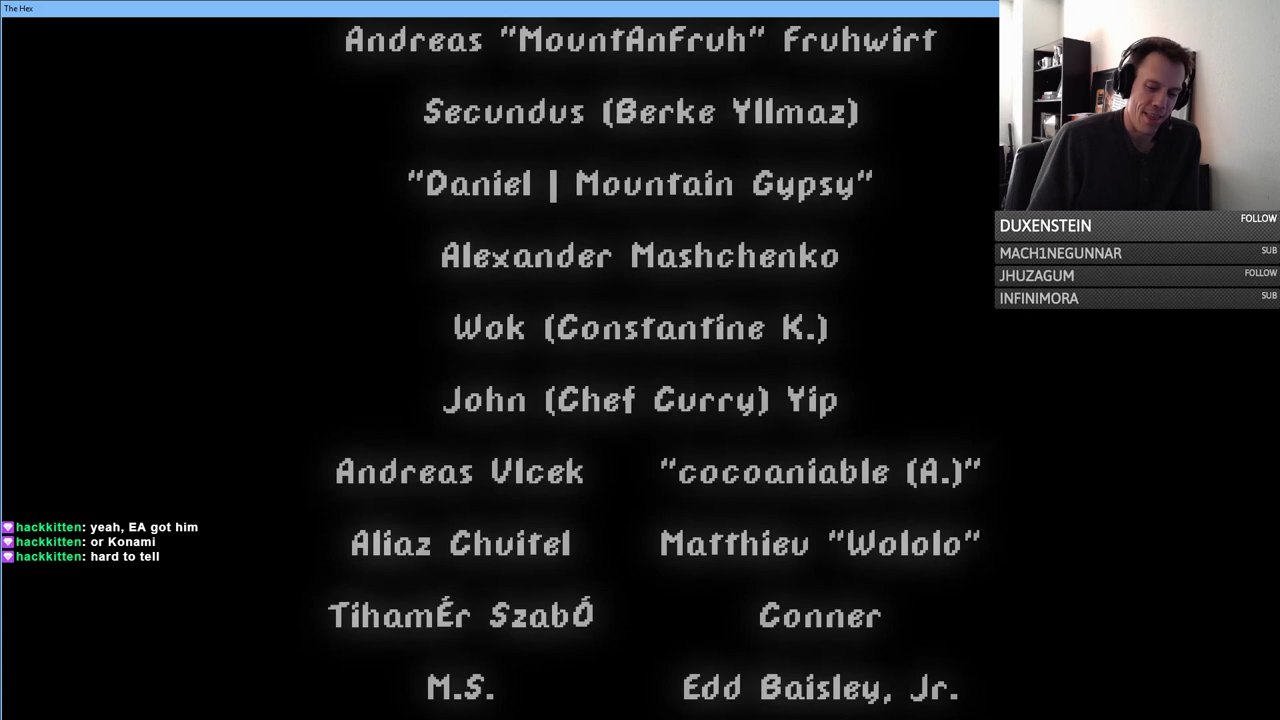 The Hex
Andreas "MountAnFruh" Fruhwirt
Secundus (Berke Yllmaz)
"Daniel | Mountain Gypsy"
Alexander Mashchenko
Wok (Constantine K.)
John (Chef Curry) Yip
Andreas Vlcek "cocoaniable (A.)"
Aliaz Chvitel Matthieu "Wololo"
TihamÉr SzabÓ Conner
M.S. Edd Baisley, Jr.
DUXENSTEIN FOLLOW
MACH1NEGUNNAR SUB
JHUZAGUM FOLLOW
INFINIMORA SUB
hackkitten: yeah, EA got him
hackkitten: or Konami
hackkitten: hard to tell